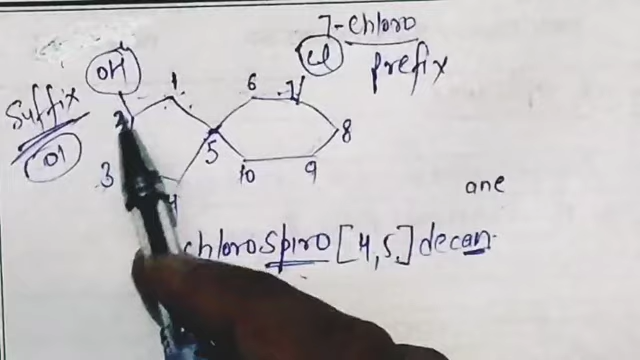 7-chloro
prefix
Suffix
ol
OH
Cl
1
2
3
4
5
6
7
8
9
10
ane
chlorospiro[4,5]decan